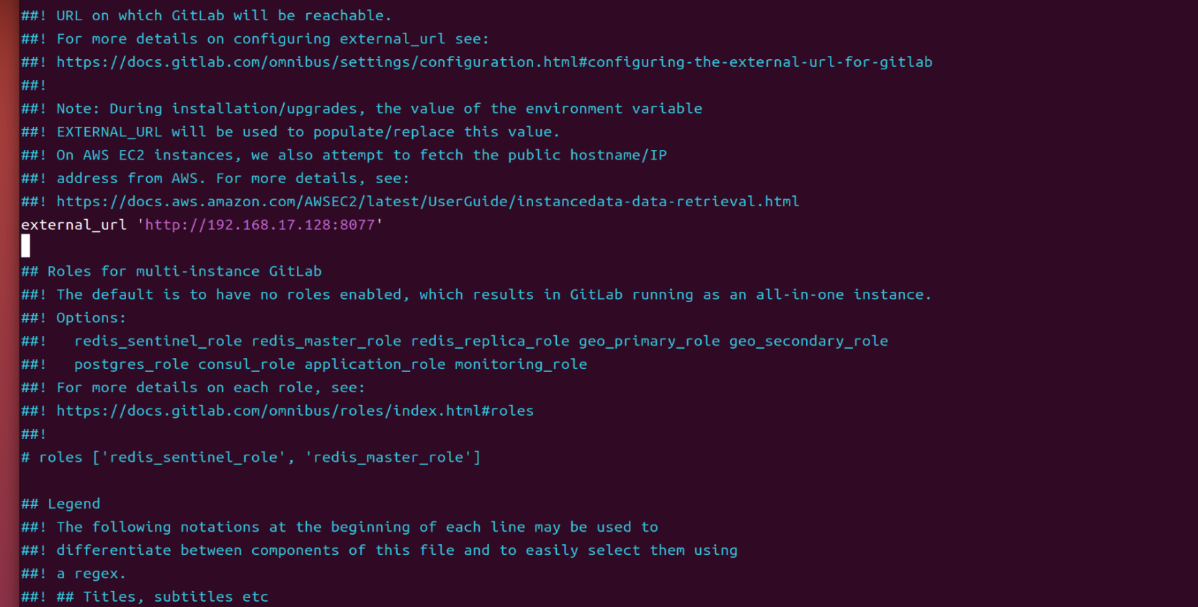 ##! URL on which GitLab will be reachable.
##! For more details on configuring external_url see:
##! https://docs.gitlab.com/omnibus/settings/configuration.html#configuring-the-external-url-for-gitlab
##!
##! Note: During installation/upgrades, the value of the environment variable
##! EXTERNAL_URL will be used to populate/replace this value.
##! On AWS EC2 instances, we also attempt to fetch the public hostname/IP
##! address from AWS. For more details, see:
##! https://docs.aws.amazon.com/AWSEC2/latest/UserGuide/instancedata-data-retrieval.html
external_url 'http://192.168.17.128:8077'
## Roles for multi-instance GitLab
##! The default is to have no roles enabled, which results in GitLab running as an all-in-one instance.
##! Options:
##!   redis_sentinel_role redis_master_role redis_replica_role geo_primary_role geo_secondary_role
##!   postgres_role consul_role application_role monitoring_role
##! For more details on each role, see:
##! https://docs.gitlab.com/omnibus/roles/index.html#roles
##!
# roles ['redis_sentinel_role', 'redis_master_role']
## Legend
##! The following notations at the beginning of each line may be used to
##! differentiate between components of this file and to easily select them using
##! a regex.
##! ## Titles, subtitles etc